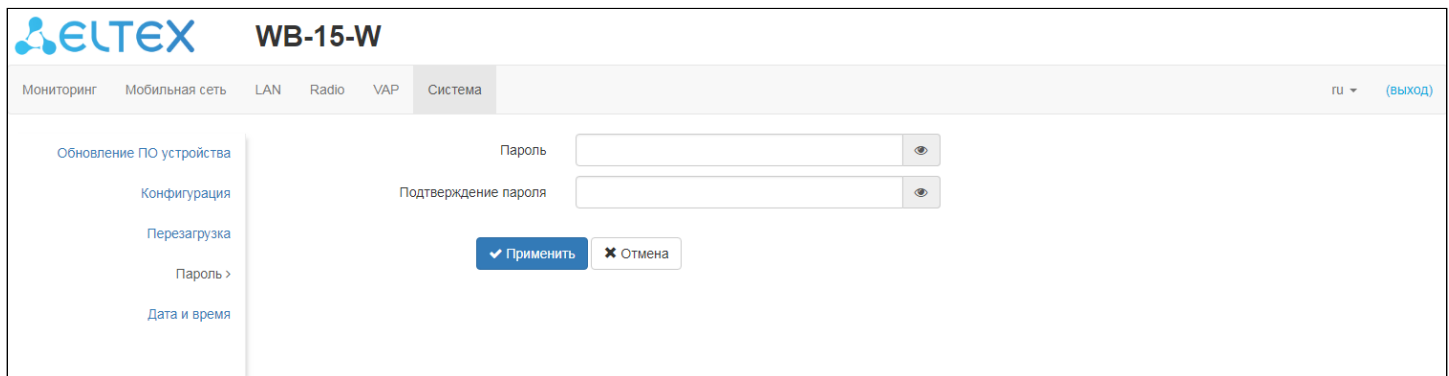 ELTEX WB-15-W
Мониторинг Мобильная сеть LAN Radio VAP Система ru (выход)
Обновление ПО устройства
Конфигурация
Перезагрузка
Пароль >
Дата и время
Пароль
Подтверждение пароля
Применить Отмена